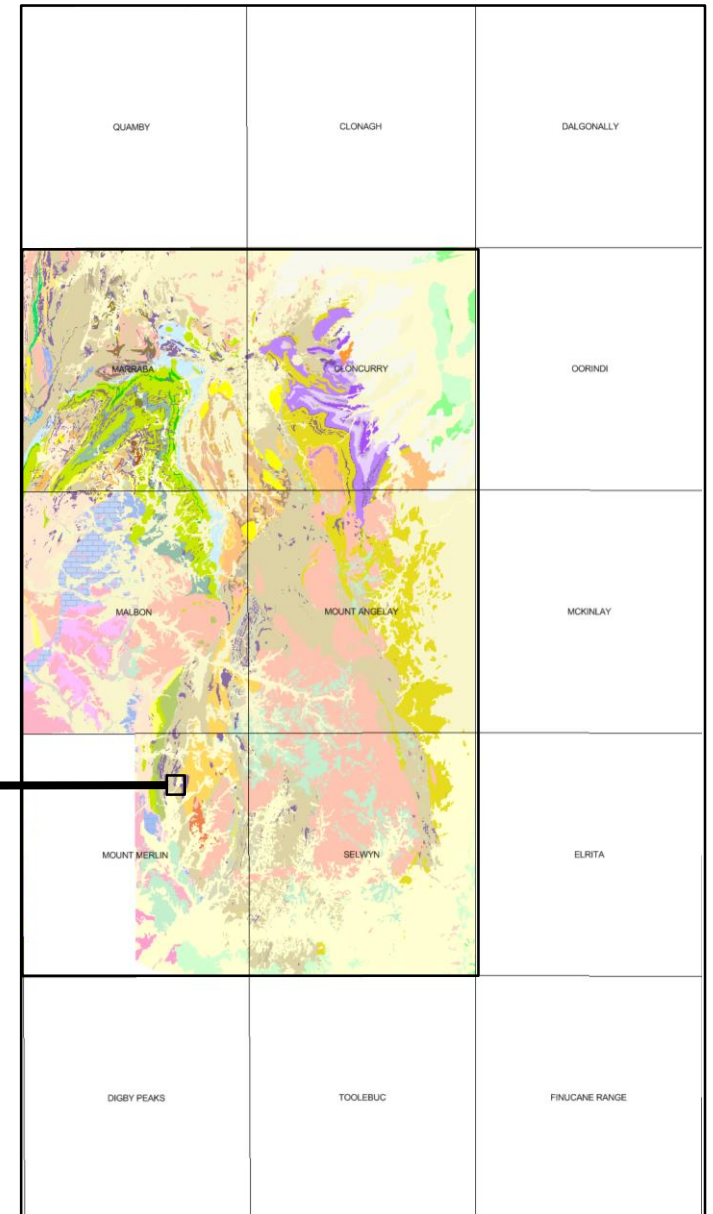 QUAMBY CLONAGH DALGONALLY
MARRABA CLONCURRY OORINDI
MALBON MOUNT ANGELAY MCKINLAY
MOUNT MERLIN SELWYN ELRITA
DIGBY PEAKS TOOLEBUC FINUCANE RANGE